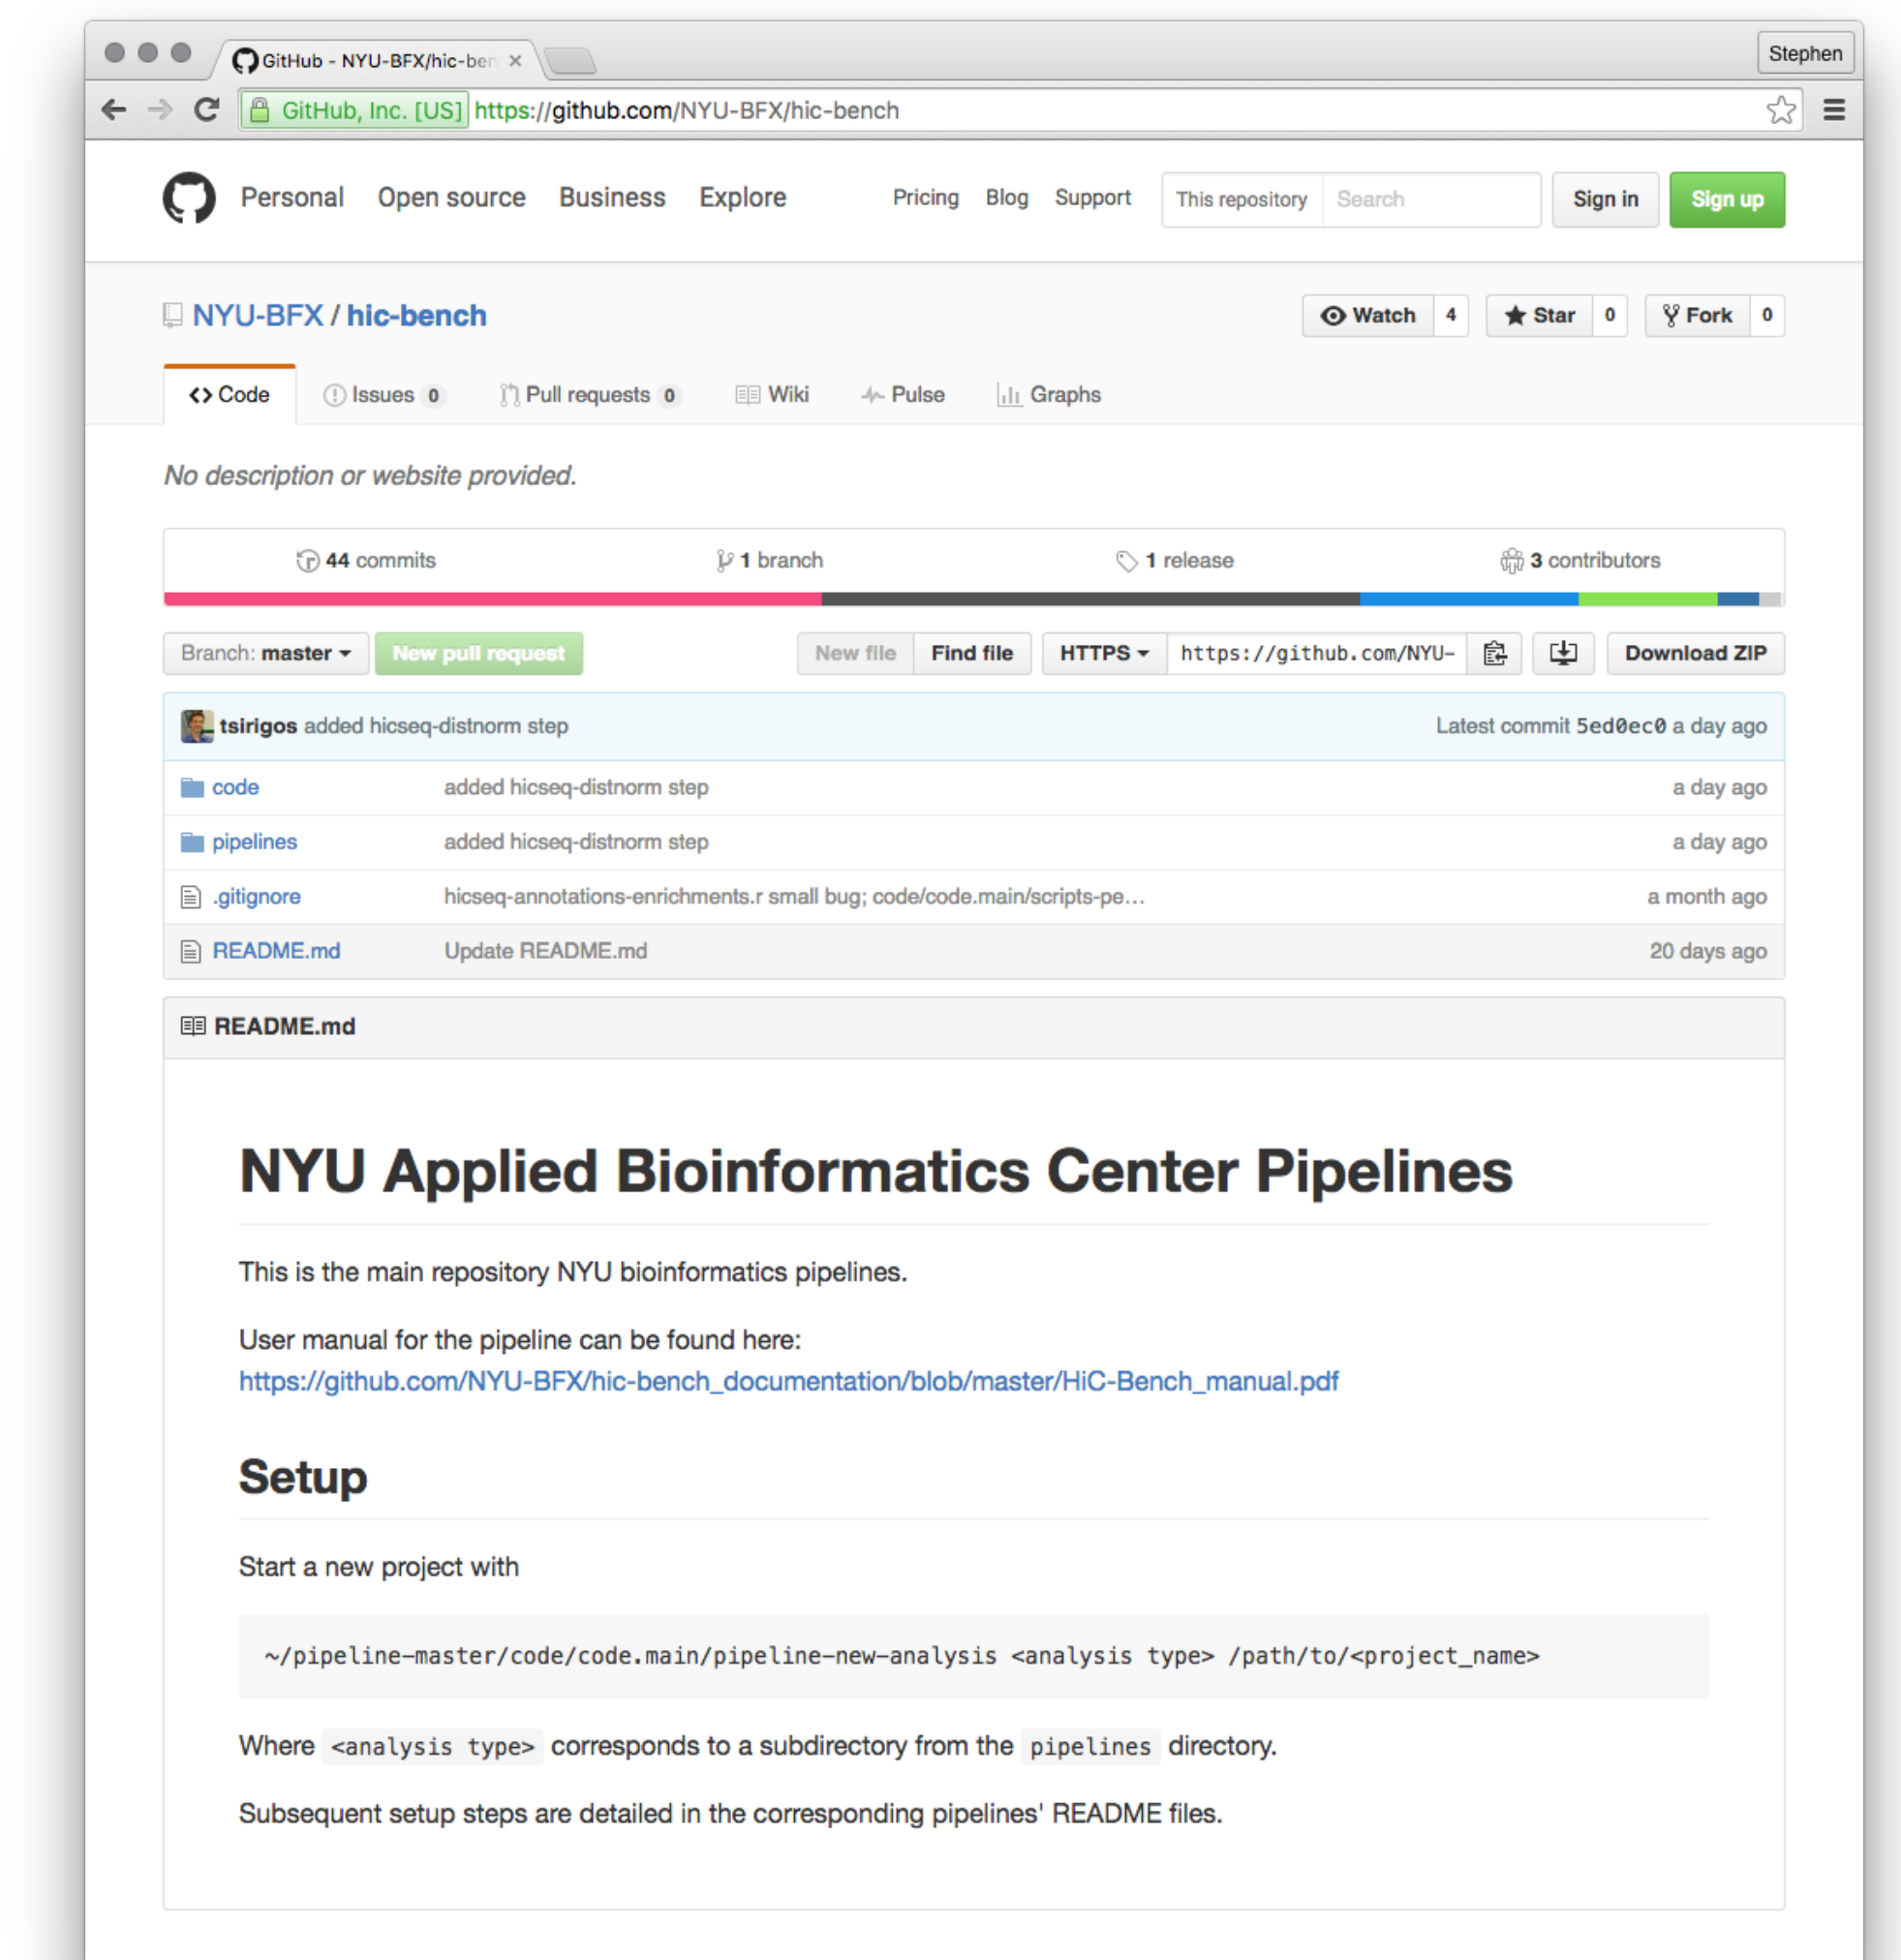 GitHub - NYU-BFX/hic-ben
Stephen
GitHub, Inc. [US] https://github.com/NYU-BFX/hic-bench
Personal Open source Business Explore Pricing Blog Support This repository Search Sign in Sign up
NYU-BFX / hic-bench Watch 4 Star 0 Fork 0
Code Issues 0 Pull requests 0 Wiki Pulse Graphs
No description or website provided.
44 commits 1 branch 1 release 3 contributors
Branch: master New pull request New file Find file HTTPS https://github.com/NYU- Download ZIP
tsirigos added hicseq-distnorm step Latest commit 5ed0ec0 a day ago
code added hicseq-distnorm step a day ago
pipelines added hicseq-distnorm step a day ago
.gitignore hicseq-annotations-enrichments.r small bug; code/code.main/scripts-pe… a month ago
README.md Update README.md 20 days ago
README.md
NYU Applied Bioinformatics Center Pipelines
This is the main repository NYU bioinformatics pipelines.
User manual for the pipeline can be found here:
https://github.com/NYU-BFX/hic-bench_documentation/blob/master/HiC-Bench_manual.pdf
Setup
Start a new project with
~/pipeline-master/code/code.main/pipeline-new-analysis <analysis type> /path/to/<project_name>
Where <analysis type> corresponds to a subdirectory from the pipelines directory.
Subsequent setup steps are detailed in the corresponding pipelines' README files.